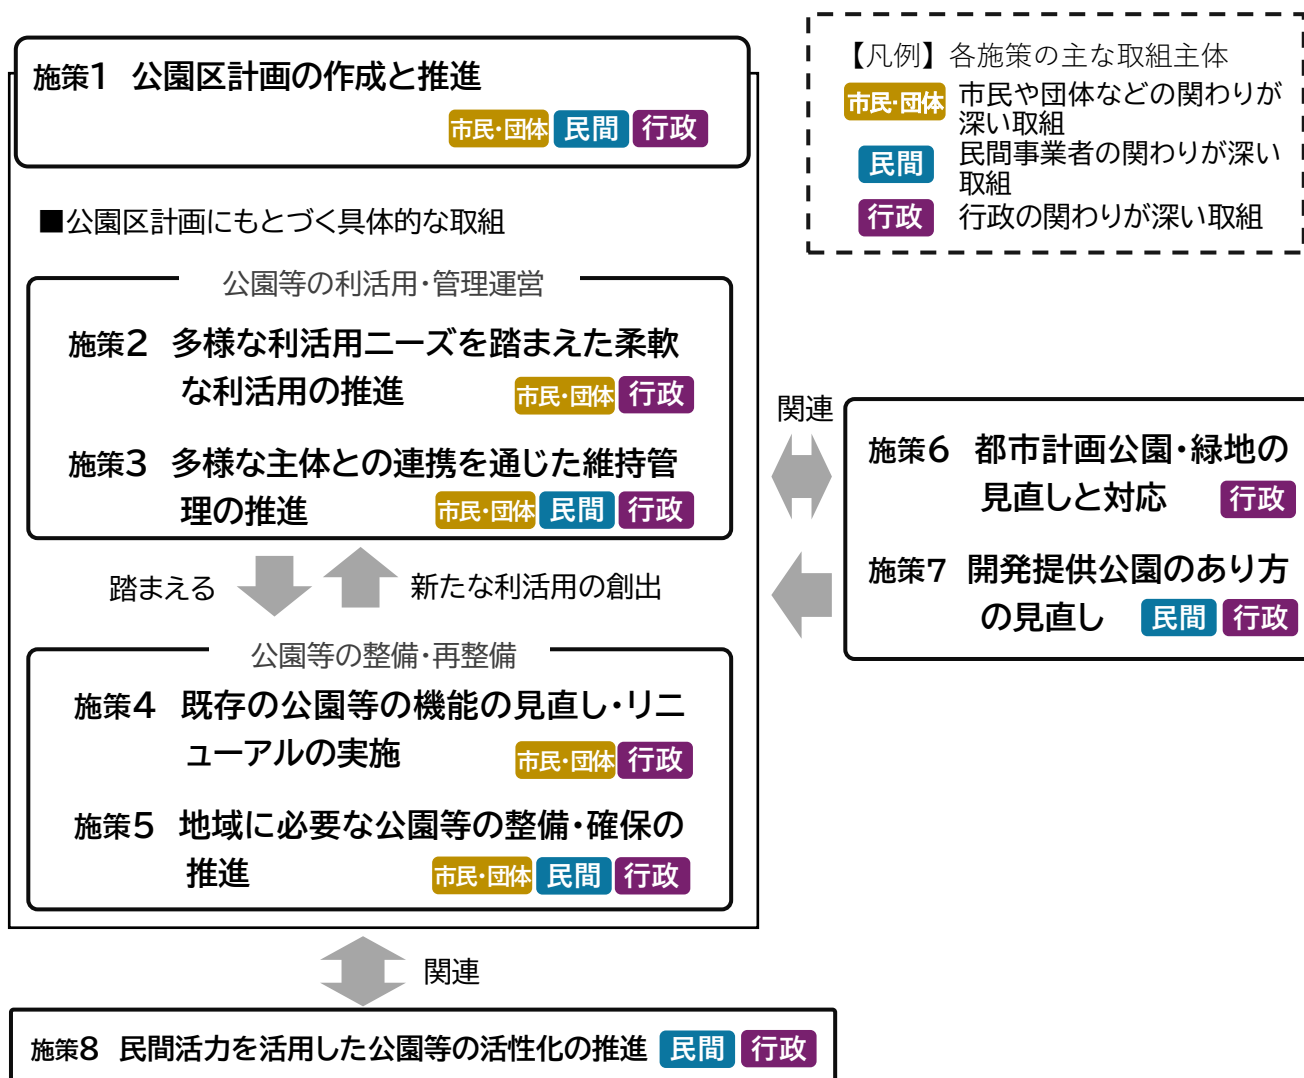 施策1 公園区計画の作成と推進
市民・団体 民間 行政
【凡例】各施策の主な取組主体
市民・団体 市民や団体などの関わりが
深い取組
民間 民間事業者の関わりが深い
取組
行政 行政の関わりが深い取組
■公園区計画にもとづく具体的な取組
公園等の利活用・管理運営
施策2 多様な利活用ニーズを踏まえた柔軟
な利活用の推進 市民・団体 行政
施策3 多様な主体との連携を通じた維持管
理の推進 市民・団体 民間 行政
踏まえる 新たな利活用の創出
公園等の整備・再整備
施策4 既存の公園等の機能の見直し・リニ
ューアルの実施 市民・団体 行政
施策5 地域に必要な公園等の整備・確保の
推進 市民・団体 民間 行政
関連
施策6 都市計画公園・緑地の
見直しと対応 行政
施策7 開発提供公園のあり方
の見直し 民間 行政
関連
施策8 民間活力を活用した公園等の活性化の推進 民間 行政